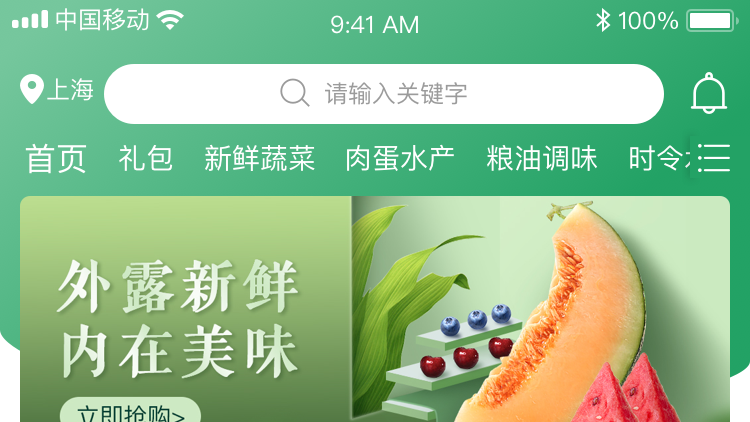 中国移动 9:41 AM 100%
上海 请输入关键字
首页 礼包 新鲜蔬菜 肉蛋水产 粮油调味 时令
外露新鲜
内在美味
立即抢购>